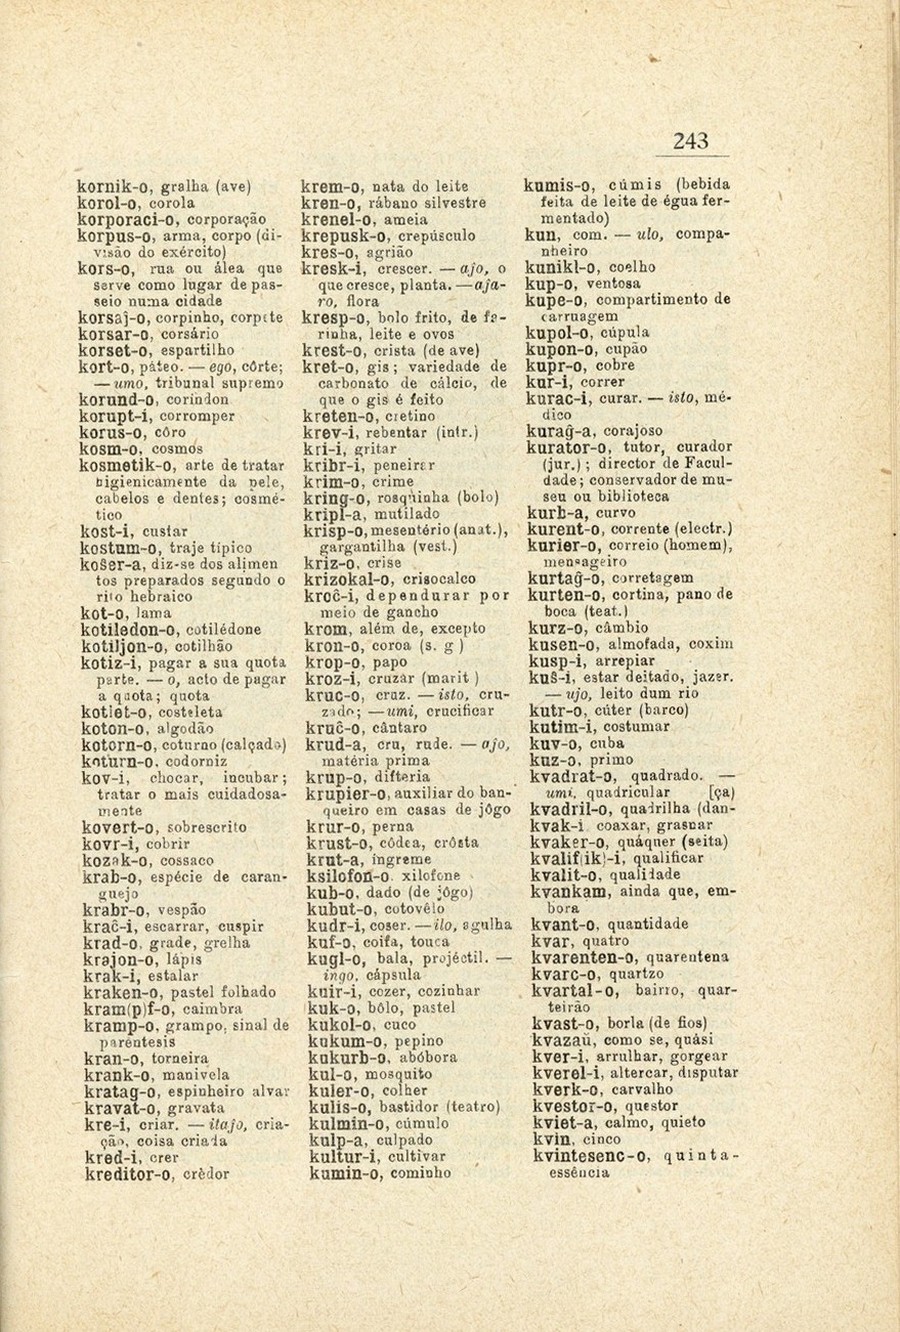 243
kornik-o, gralha (ave)
korol-o, corola
korporaci-o, corporação
korpus-o, arma, corpo (di-
visão do exército)
kors-o, rua ou álea que
serve como lugar de pas-
seio numa cidade
korsaĵ-o, corpinho, corpete
korsar-o, corsário
korset-o, espartilho
kort-o, páteo. — ego, côrte;
— umo, tribunal supremo
korund-o, coríndon
korupt-i, corromper
korus-o, côro
kosm-o, cosmos
kosmetik-o, arte de tratar
higienicamente da pele,
cabelos e dentes; cosmé-
tico
kost-i, custar
kostum-o, traje típico
koŝer-a, diz-se dos alimen
tos preparados segundo o
rito hebraico
kot-o, lama
kotiledon-o, cotilédone
kotiljon-o, cotilhão
kotiz-i, pagar a sua quota
parte. — o, acto de pagar
a quota; quota
kotlet-o, costeleta
koton-o, algodão
kotorn-o, coturno (calçado)
koturn-o, codorniz
kov-i, chocar, incubar;
tratar o mais cuidadosa-
mente
kovert-o, sobrescrito
kovr-i, cobrir
kozak-o, cossaco
krab-o, espécie de caran-
guejo
krabr-o, vespão
kraĉ-i, escarrar, cuspir
krad-o, grade, grelha
krajon-o, lápis
krak-i, estalar
kraken-o, pastel folhado
kram(p)f-o, caimbra
kramp-o, grampo, sinal de
parêntesis
kran-o, torneira
krank-o, manivela
kratag-o, espinheiro alvar
kravat-o, gravata
kre-i, criar. — itajo, cria-
ção, coisa criada
kred-i, crer
kreditor-o, crèdor
krem-o, nata do leite
kren-o, rábano silvestre
krenel-o, ameia
krepusk-o, crepúsculo
kres-o, agrião
kresk-i, crescer. — ajo, o
que cresce, planta. — aja-
ro, flora
kresp-o, bolo frito, de fa-
rinha, leite e ovos
krest-o, crista (de ave)
kret-o, gis; variedade de
carbonato de cálcio, de
que o gis é feito
kreten-o, cretino
krev-i, rebentar (intr.)
kri-i, gritar
kribr-i, peneirar
krim-o, crime
kring-o, rosquinha (bolo)
kripl-a, mutilado
krisp-o, mesentério (anat.),
gargantilha (vest.)
kriz-o, crise
krizokal-o, crisocalco
kroĉ-i, dependurar por
meio de gancho
krom, além de, excepto
kron-o, coroa (s. g )
krop-o, papo
kroz-i, cruzar (marit )
kruc-o, cruz. — isto, cru-
zado; — umi, crucificar
kruĉ-o, cântaro
krud-a, cru, rude. — ajo,
matéria prima
krup-o, difteria
krupier-o, auxiliar do ban-
queiro em casas de jôgo
krur-o, perna
krust-o, côdea, crôsta
krut-a, íngreme
ksilofon-o xilofone
kub-o, dado (de jôgo)
kubut-o, cotovêlo
kudr-i, coser. — ilo, agulha
kuf-o, coifa, touca
kugl-o, bala, projéctil. —
ingo, cápsula
kuir-i, cozer, cozinhar
kuk-o, bôlo, pastel
kukol-o, cuco
kukum-o, pepino
kukurb-o, abóbora
kul-o, mosquito
kuler-o, colher
kulis-o, bastidor (teatro)
kulmin-o, cúmulo
kulp-a, culpado
kultur-i, cultivar
kumin-o, cominho
kumis-o, cúmis (bebida
feita de leite de égua fer-
mentado)
kun, com. — ulo, compa-
nheiro
kunikl-o, coelho
kup-o, ventosa
kupe-o, compartimento de
carruagem
kupol-o, cúpula
kupon-o, cupão
kupr-o, cobre
kur-i, correr
kurac-i, curar. — isto, mé-
dico
kuraĝ-a, corajoso
kurator-o, tutor, curador
(jur.); director de Facul-
dade; conservador de mu-
seu ou biblioteca
kurb-a, curvo
kurent-o, corrente (electr.)
kurier-o, correio (homem),
mensageiro
kurtaĝ-o, corretagem
kurten-o, cortina, pano de
boca (teat.)
kurz-o, câmbio
kusen-o, almofada, coxim
kusp-i, arrepiar
kuŝ-i, estar deitado, jazer.
— ujo, leito dum rio
kutr-o, cúter (barco)
kutim-i, costumar
kuv-o, cuba
kuz-o, primo
kvadrat-o, quadrado. —
umi, quadricular [ça)
kvadril-o, quadrilha (dan-
kvak-i coaxar, grasnar
kvaker-o, quáquer (seita)
kvalif(ik)-i, qualificar
kvalit-o, qualidade
kvankam, ainda que, em-
bora
kvant-o, quantidade
kvar, quatro
kvarenten-o, quarentena
kvarc-o, quartzo
kvartal-o, bairro, quar-
teirão
kvast-o, borla (de fios)
kvazaŭ, como se, quási
kver-i, arrulhar, gorgear
kverel-i, altercar, disputar
kverk-o, carvalho
kvestor-o, questor
kviet-a, calmo, quieto
kvin, cinco
kvintesenc-o, quinta-
essência